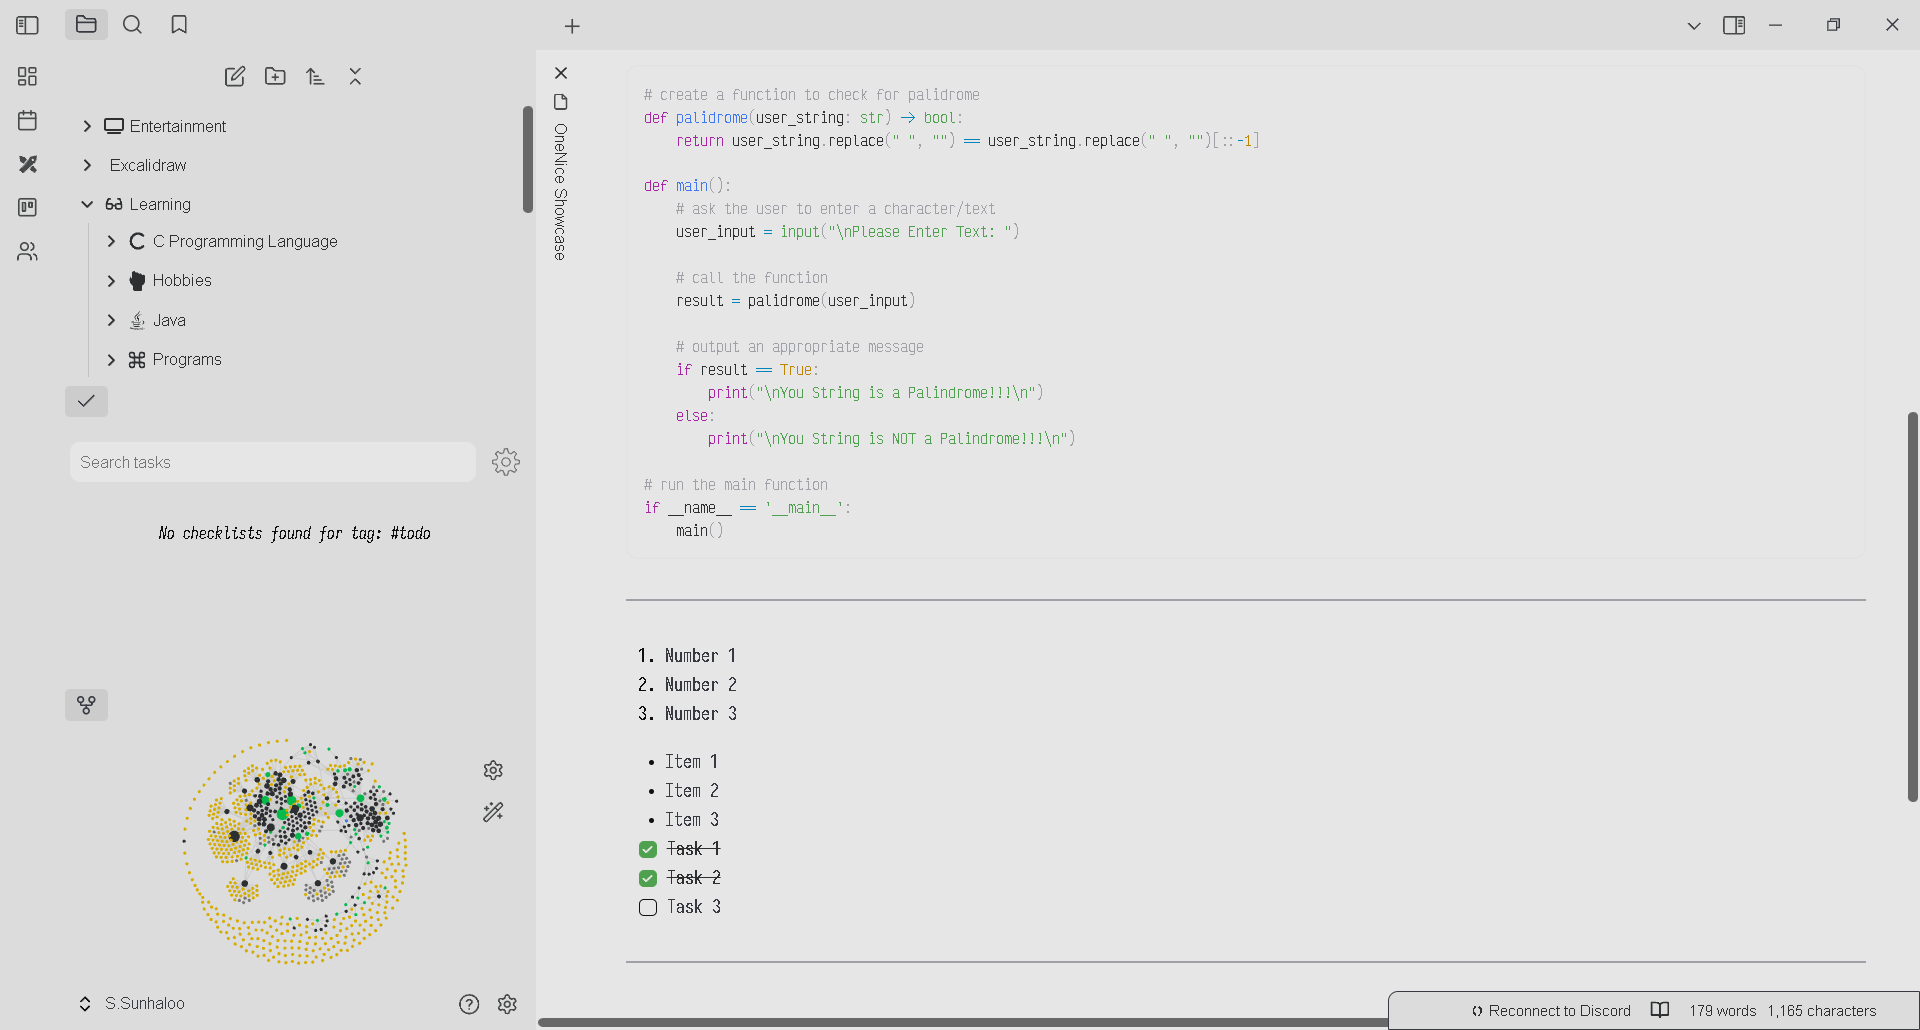 Entertainment
Excalidraw
Learning
C Programming Language
Hobbies
Java
Programs
Search tasks
No checklists found for tag: #todo
S.Sunhaloo
OneNice Showcase
# create a function to check for palidrome
def palidrome(user_string: str) -> bool:
    return user_string.replace(" ", "") == user_string.replace(" ", "")[::-1]
def main():
    # ask the user to enter a character/text
    user_input = input("\nPlease Enter Text: ")
    # call the function
    result = palidrome(user_input)
    # output an appropriate message
    if result == True:
        print("\nYou String is a Palindrome!!!\n")
    else:
        print("\nYou String is NOT a Palindrome!!!\n")
# run the main function
if __name__ == '__main__':
    main()
1. Number 1
2. Number 2
3. Number 3
• Item 1
• Item 2
• Item 3
Task 1
Task 2
Task 3
Reconnect to Discord 179 words 1,165 characters